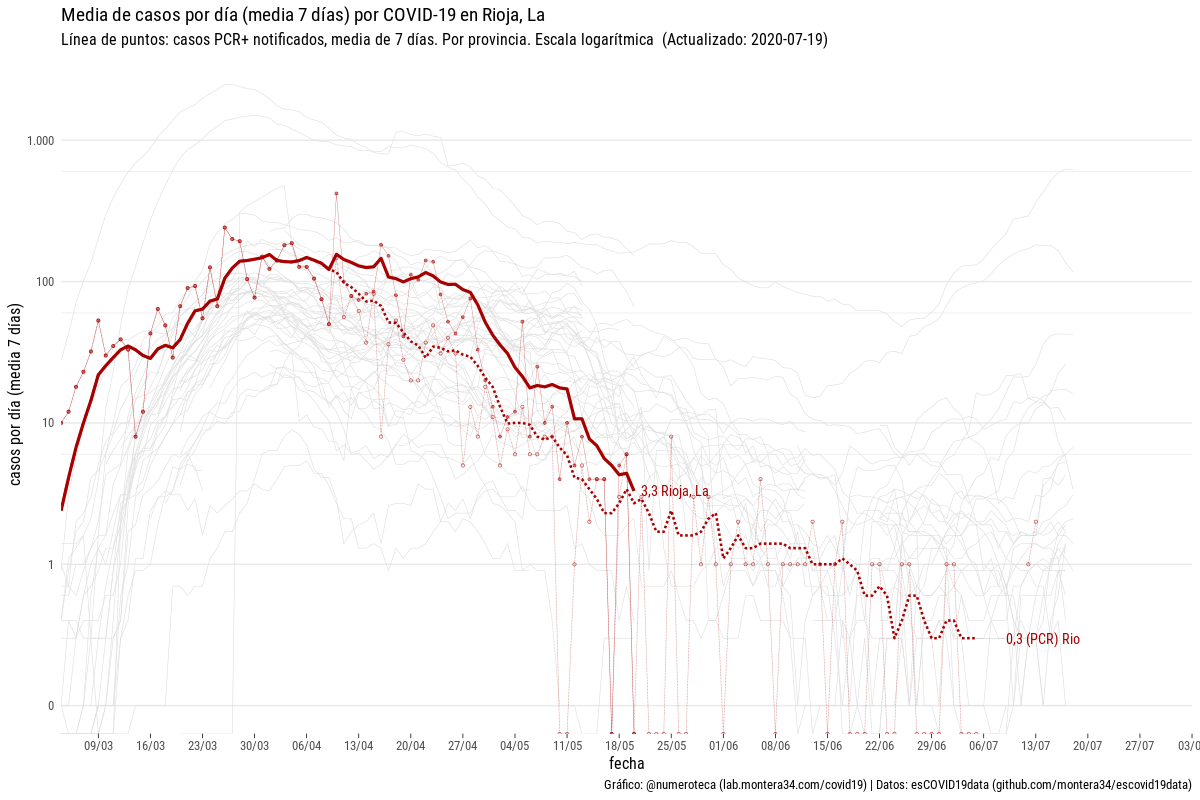 Media de casos por día (media 7 días) por COVID-19 en Rioja, La
Línea de puntos: casos PCR+ notificados, media de 7 días. Por provincia. Escala logarítmica (Actualizado: 2020-07-19)
casos por día (media 7 días)
1.000
100
10
1
0
3,3 Rioja, La
0,3 (PCR) Rio
09/03 16/03 23/03 30/03 06/04 13/04 20/04 27/04 04/05 11/05 18/05 25/05 01/06 08/06 15/06 22/06 29/06 06/07 13/07 20/07 27/07 03/0
fecha
Gráfico: @numeroteca (lab.montera34.com/covid19) | Datos: esCOVID19data (github.com/montera34/escovid19data)